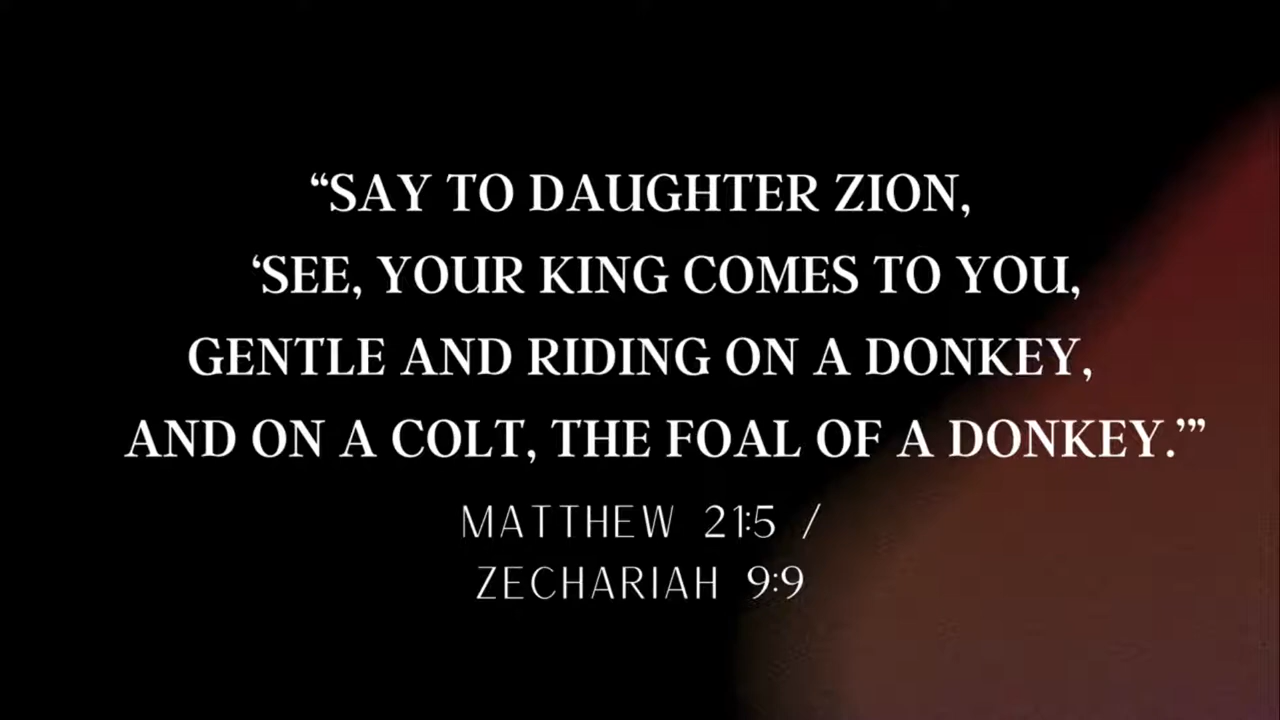 “SAY TO DAUGHTER ZION,
‘SEE, YOUR KING COMES TO YOU,
GENTLE AND RIDING ON A DONKEY,
AND ON A COLT, THE FOAL OF A DONKEY.’”
MATTHEW 21:5 /
ZECHARIAH 9:9